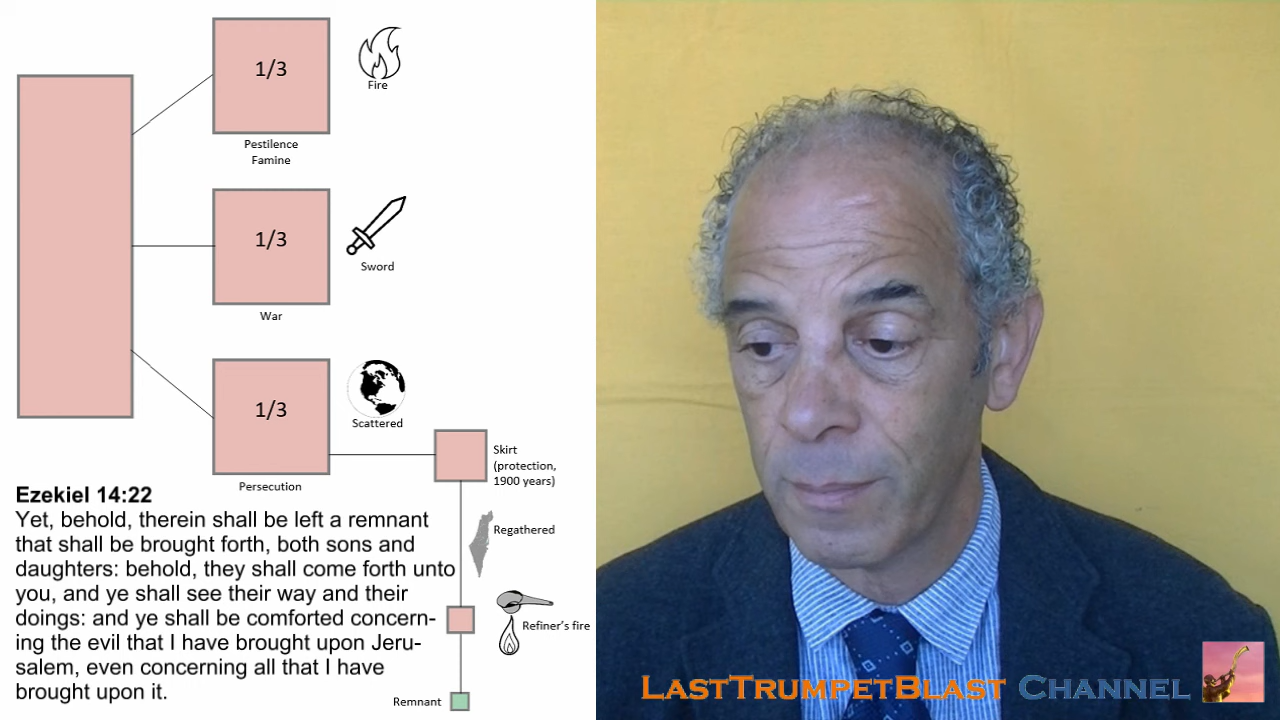 1/3
Fire
Pestilence
Famine
1/3
Sword
War
1/3
Scattered
Persecution
Skirt
(protection,
1900 years)
Regathered
Refiner's fire
Remnant
Ezekiel 14:22
Yet, behold, therein shall be left a remnant
that shall be brought forth, both sons and
daughters: behold, they shall come forth unto
you, and ye shall see their way and their
doings: and ye shall be comforted concern-
ing the evil that I have brought upon Jeru-
salem, even concerning all that I have
brought upon it.
LASTTRUMPETBLAST CHANNEL